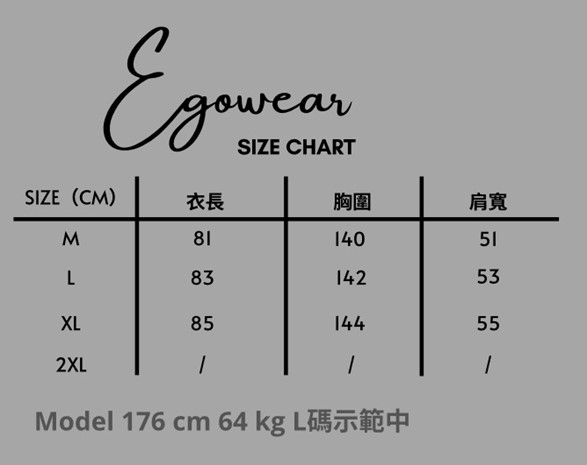 Egowear
SIZE CHART
SIZE（CM） 衣長 胸圍 肩寬
M 81 140 51
L 83 142 53
XL 85 144 55
2XL / / /
Model 176 cm 64 kg L碼示範中